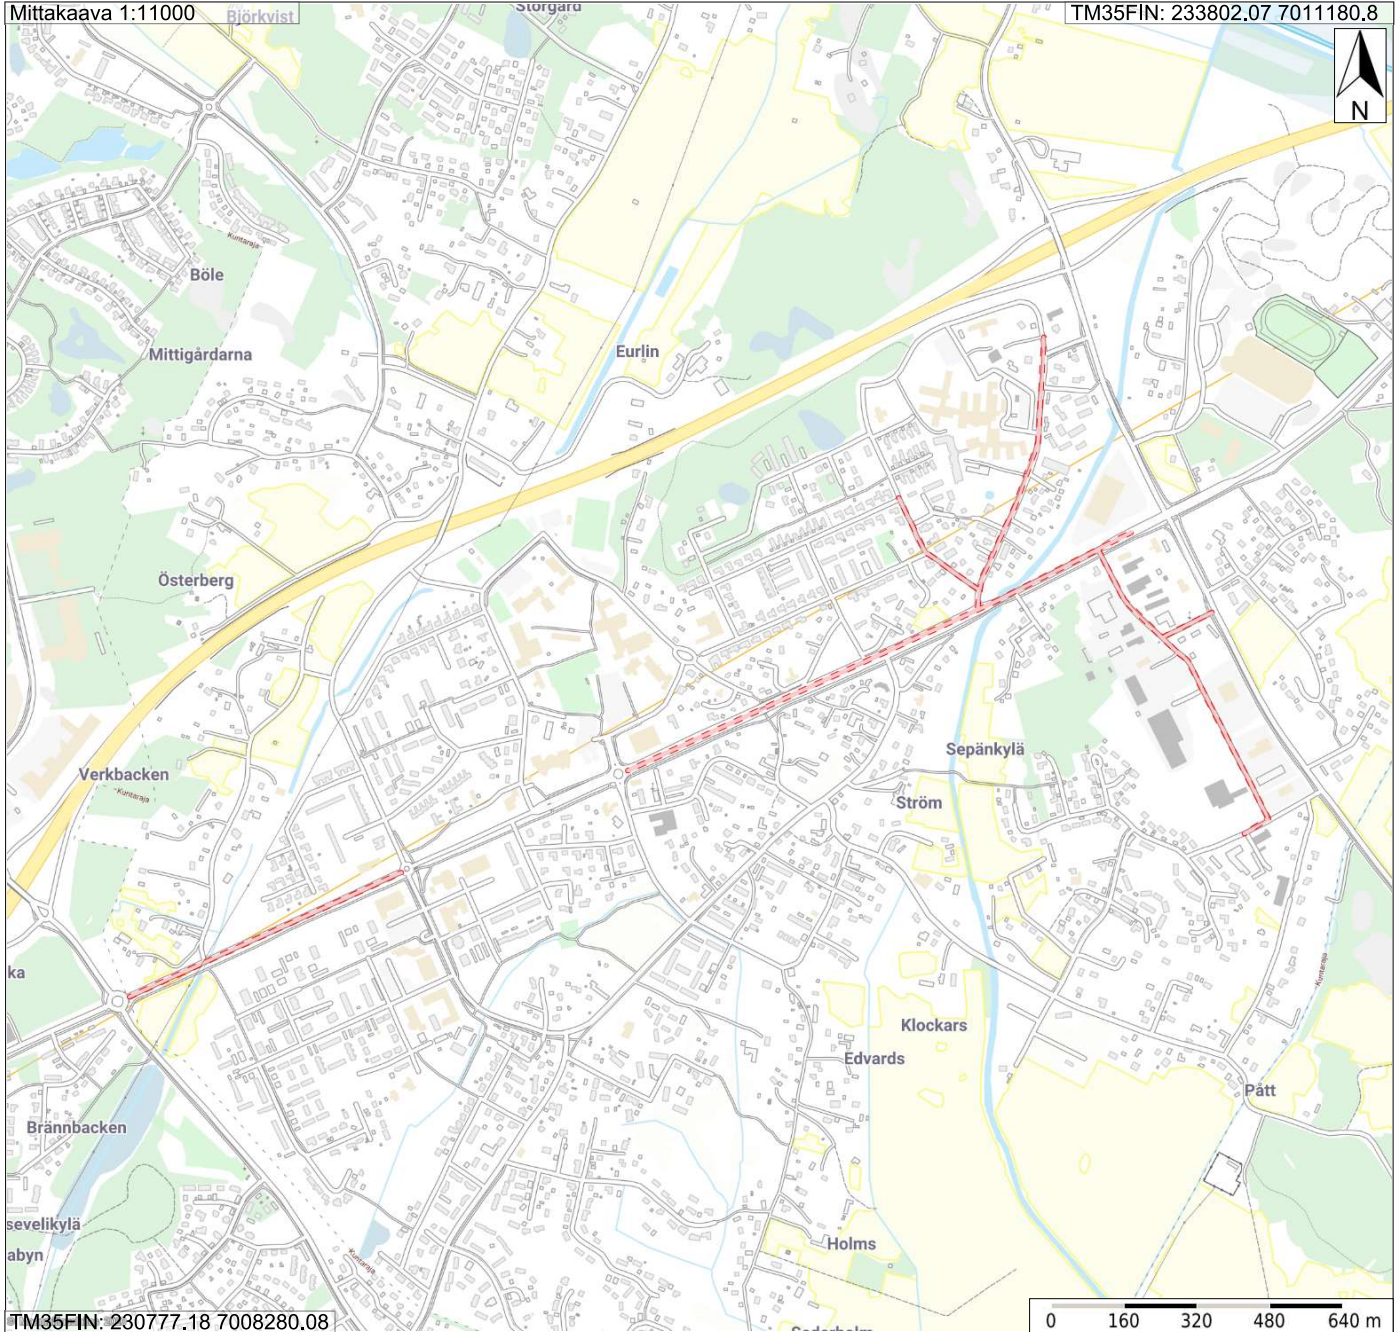 Mittakaava 1:11000
Björkvist
Storgård
TM35FIN: 233802.07 7011180.8
N
Kuntaraja
Böle
Mittigårdarna
Eurlin
Österberg
Verkbacken
Kuntaraja
Sepänkylä
Ström
ka
Kuntaraja
Klockars
Edvards
Pått
Brännbacken
sevelikylä
abyn
Holms
Kuntaraja
Soderholm
TM35FIN: 230777.18 7008280.08
0 160 320 480 640 m